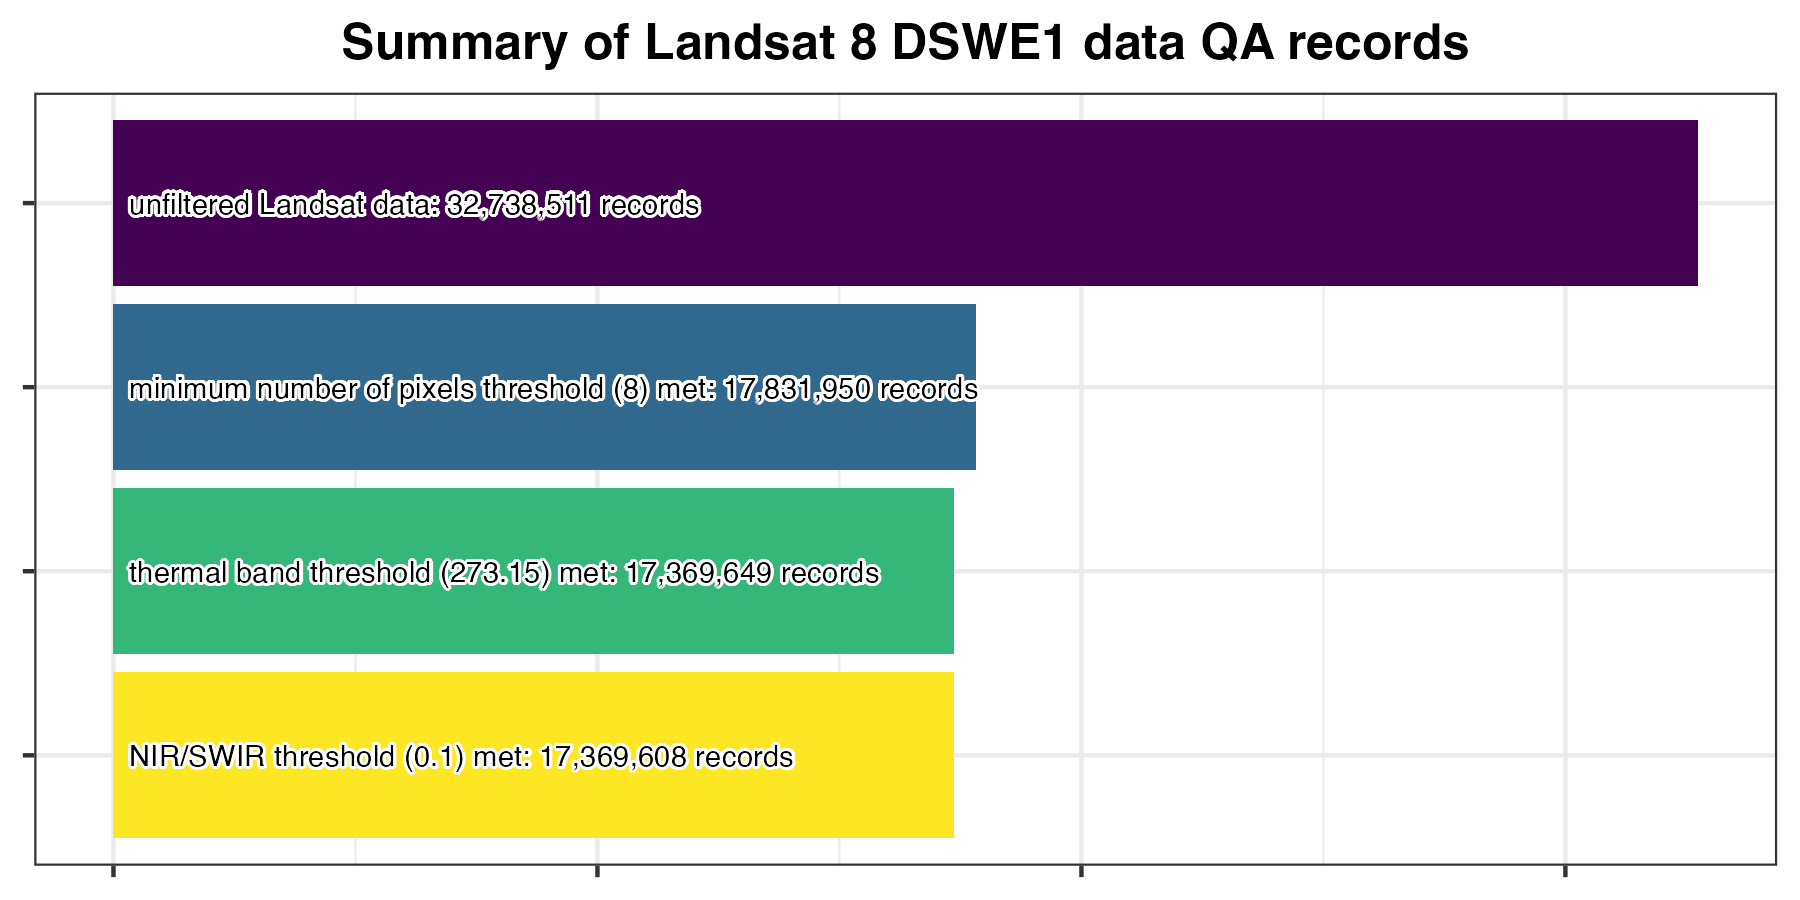 Summary of Landsat 8 DSWE1 data QA records
unfiltered Landsat data: 32,738,511 records
minimum number of pixels threshold (8) met: 17,831,950 records
thermal band threshold (273.15) met: 17,369,649 records
NIR/SWIR threshold (0.1) met: 17,369,608 records